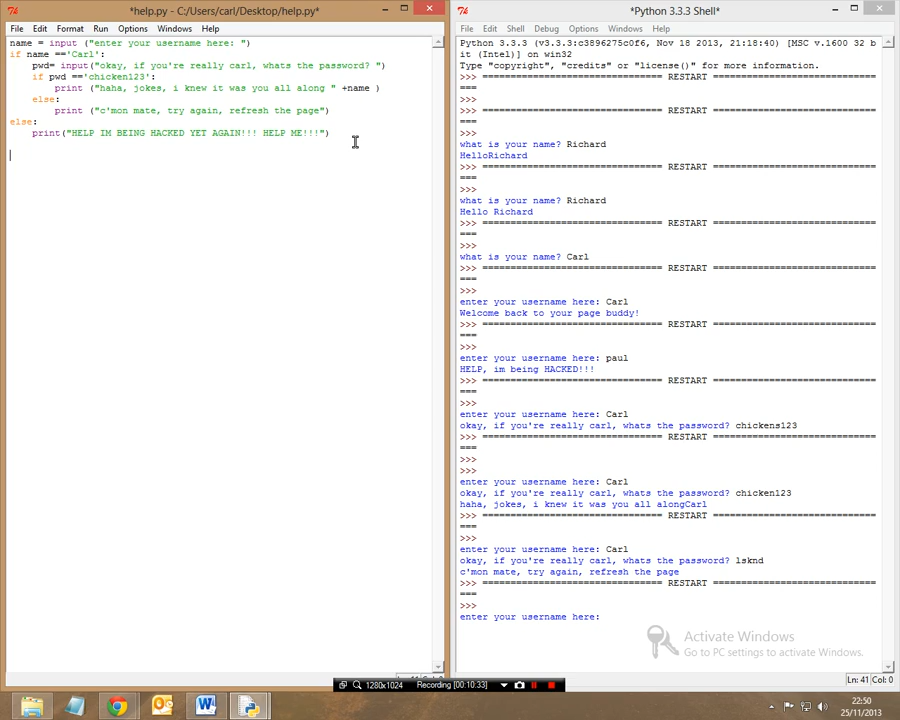 *help.py - C:/Users/carl/Desktop/help.py*
File Edit Format Run Options Windows Help
name = input ("enter your username here: ")
if name =='Carl':
pwd= input("okay, if you're really carl, whats the password? ")
if pwd =='chicken123':
print ("haha, jokes, i knew it was you all along " +name )
else:
print ("c'mon mate, try again, refresh the page")
else:
print("HELP IM BEING HACKED YET AGAIN!!! HELP ME!!!")
*Python 3.3.3 Shell*
File Edit Shell Debug Options Windows Help
Python 3.3.3 (v3.3.3:c3896275c0f6, Nov 18 2013, 21:18:40) [MSC v.1600 32 b
it (Intel)] on win32
Type "copyright", "credits" or "license()" for more information.
>>> ================================ RESTART ================================
===
>>>
>>> ================================ RESTART ================================
===
>>>
what is your name? Richard
HelloRichard
>>> ================================ RESTART ================================
===
>>>
what is your name? Richard
Hello Richard
>>> ================================ RESTART ================================
===
>>>
what is your name? Carl
>>> ================================ RESTART ================================
===
>>>
enter your username here: Carl
Welcome back to your page buddy!
>>> ================================ RESTART ================================
===
>>>
enter your username here: paul
HELP, im being HACKED!!!
>>> ================================ RESTART ================================
===
>>>
enter your username here: Carl
okay, if you're really carl, whats the password? chickens123
>>> ================================ RESTART ================================
===
>>>
>>>
enter your username here: Carl
okay, if you're really carl, whats the password? chicken123
haha, jokes, i knew it was you all alongCarl
>>> ================================ RESTART ================================
===
>>>
enter your username here: Carl
okay, if you're really carl, whats the password? lsknd
c'mon mate, try again, refresh the page
>>> ================================ RESTART ================================
===
>>>
enter your username here:
Activate Windows
Go to PC settings to activate Windows.
Ln: 41 Col: 0
1280x1024 Recording [00:10:33]
22:50
25/11/2013